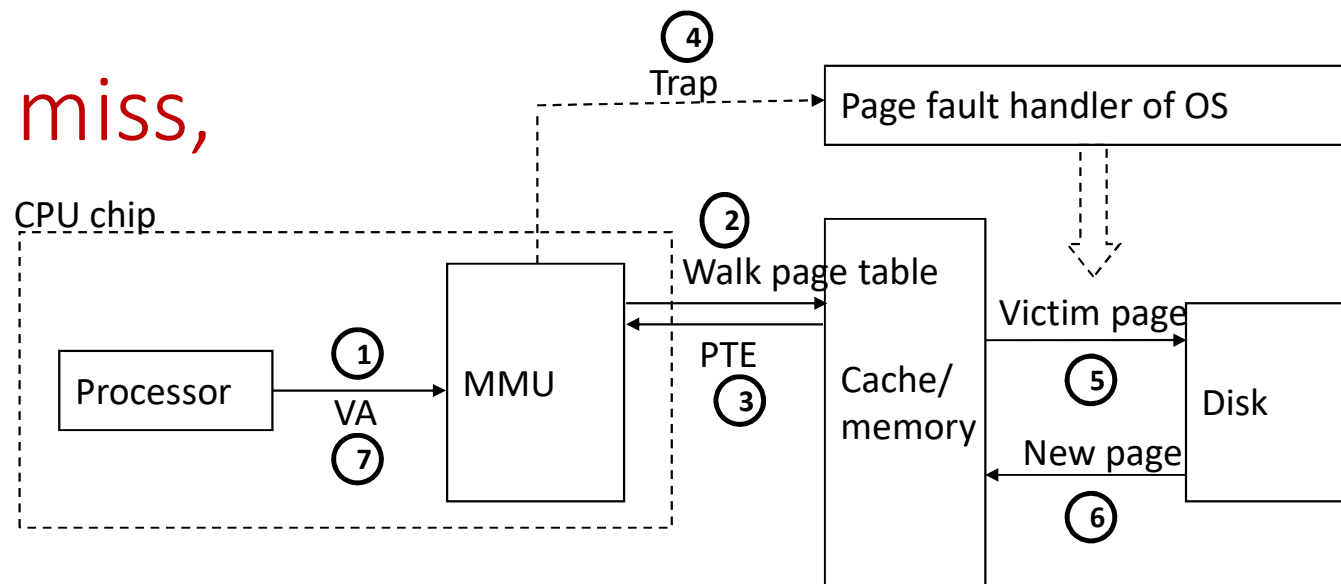 miss,
4
Trap
Page fault handler of OS
CPU chip
2
Walk page table
Victim page
1
Processor
VA
7
MMU
PTE
3
Cache/
memory
5
Disk
New page
6